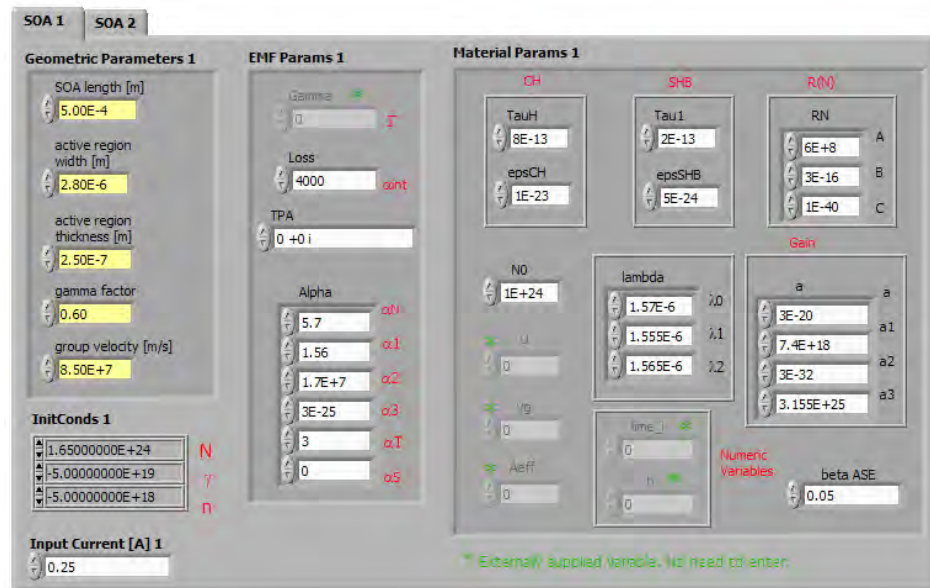 SOA 1 SOA 2
Geometric Parameters 1
SOA length [m]
5.00E-4
active region
width [m]
2.80E-6
active region
thickness [m]
2.50E-7
gamma factor
0.60
group velocity [m/s]
8.50E+7
InitConds 1
1.65000000E+24 N
-5.00000000E+19 γ
-5.00000000E+18 n
Input Current [A] 1
0.25
EMF Params 1
Gamma *
0 Γ
Loss
4000 αint
TPA
0 +0 i
Alpha
5.7 αN
1.56 α1
1.7E+7 α2
3E-25 α3
3 αT
0 αS
Material Params 1
CH
TauH
8E-13
epsCH
1E-23
SHB
Tau1
2E-13
epsSHB
5E-24
R(N)
RN
6E+8 A
3E-16 B
1E-40 C
N0
1E+24
lambda
1.57E-6 λ0
1.555E-6 λ1
1.565E-6 λ2
Gain
a
3E-20 a
7.4E+18 a1
3E-32 a2
3.155E+25 a3
0
* vg
0
* Aeff
0
time_i *
0
n *
0
Numeric
Variables
beta ASE
0.05
* Externally supplied variable. No need to enter.